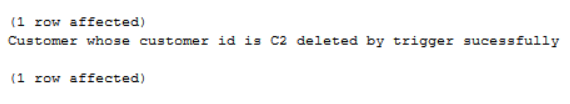 (1 row affected)
Customer whose customer id is C2 deleted by trigger sucessfully
(1 row affected)